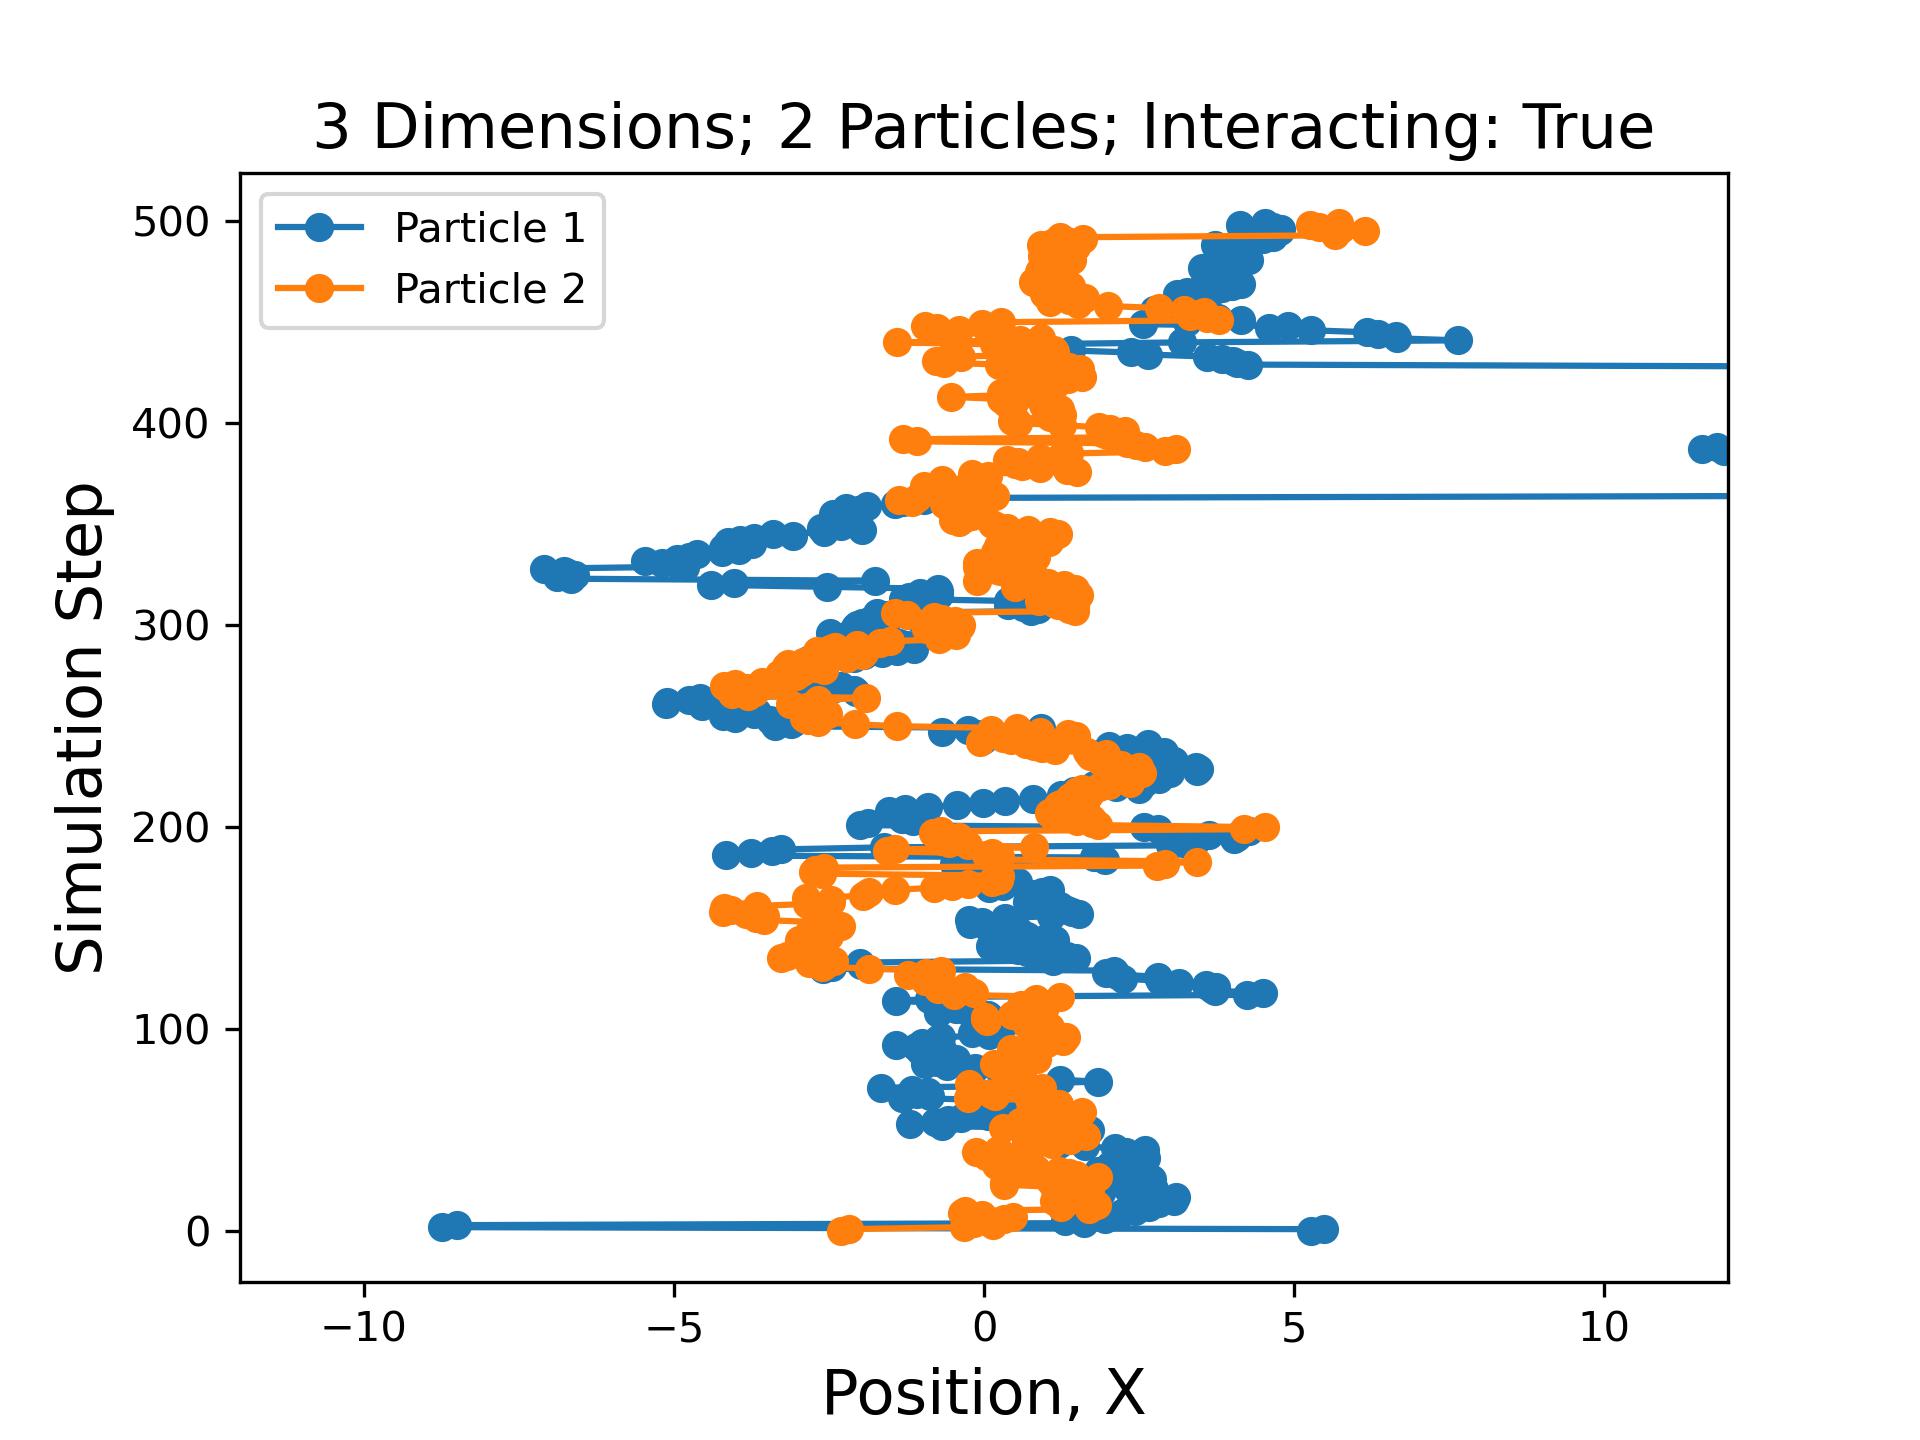 3 Dimensions; 2 Particles; Interacting: True
Particle 1
Particle 2
500
400
300
200
100
0
Simulation Step
−10
−5
0
5
10
Position, X